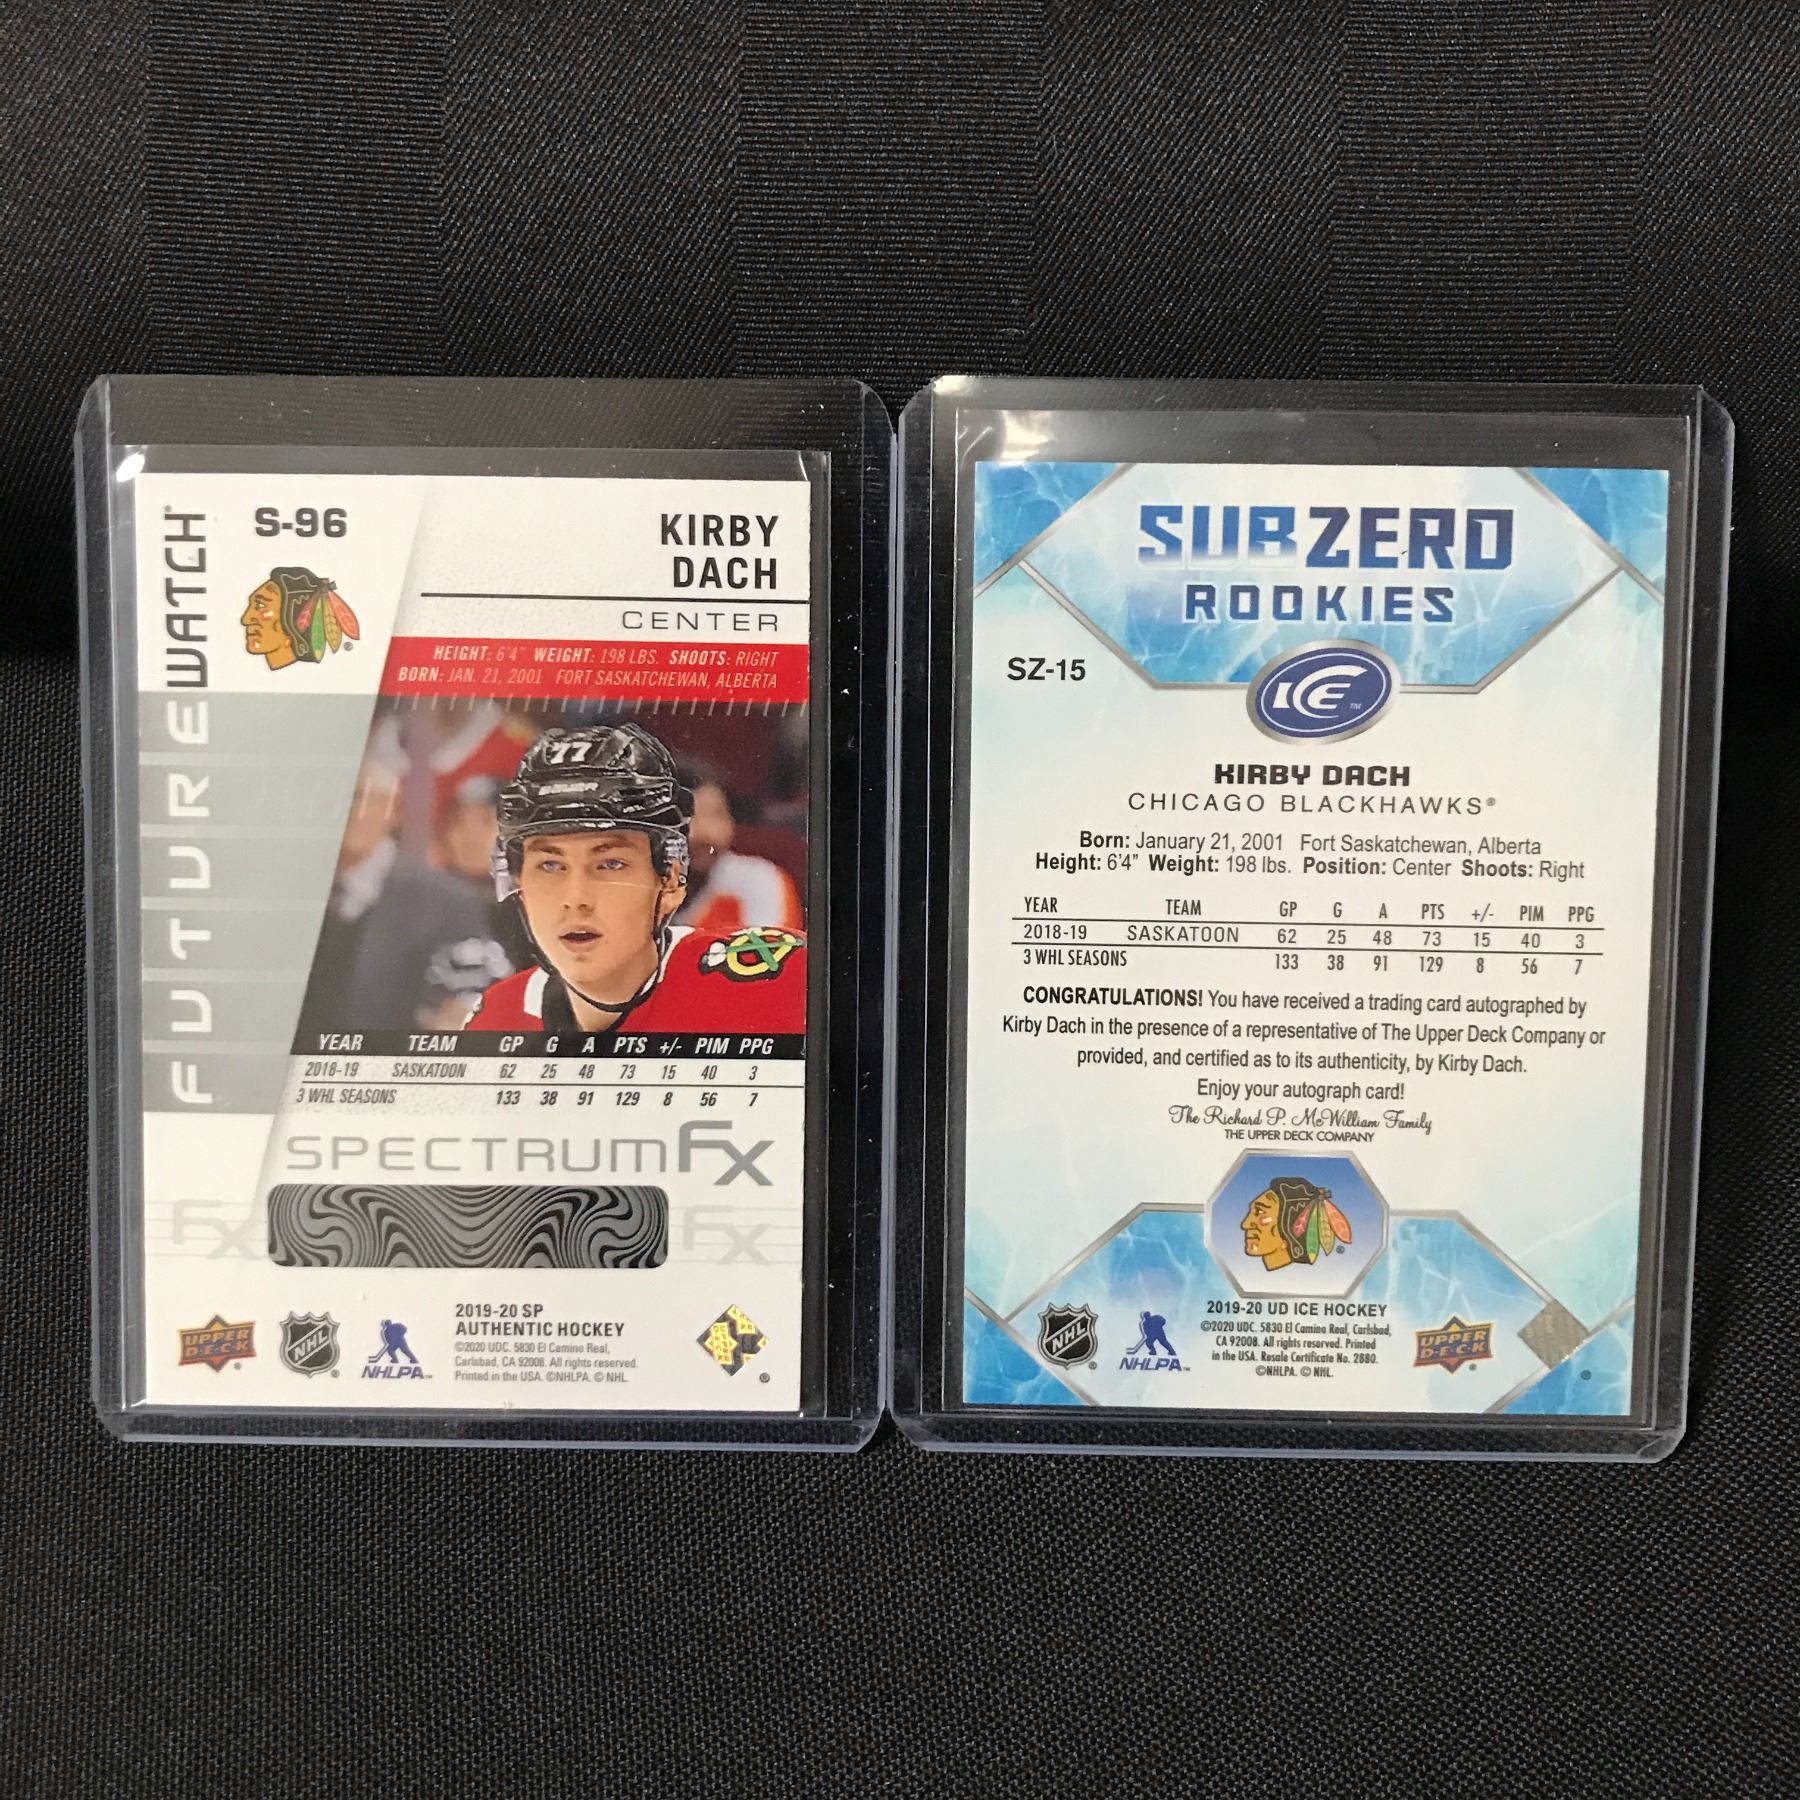 S-96
KIRBY
DACH
CENTER
HEIGHT: 6'4" WEIGHT: 198 LBS. SHOOTS: RIGHT
BORN: JAN. 21, 2001 FORT SASKATCHEWAN, ALBERTA
FUTURE WATCH
77
BAUER
YEAR TEAM GP G A PTS +/- PIM PPG
2018-19 SASKATOON 62 25 48 73 15 40 3
3 WHL SEASONS 133 38 91 129 8 56 7
SPECTRUM FX
FX FX
UPPER
D·E·C·K
NHL
NHLPA™
2019-20 SP
AUTHENTIC HOCKEY
©2020 UDC. 5830 El Camino Real,
Carlsbad, CA 92008. All rights reserved.
Printed in the USA. ©NHLPA. © NHL.
SUBZERO
ROOKIES
SZ-15
ICE™
KIRBY DACH
CHICAGO BLACKHAWKS®
Born: January 21, 2001 Fort Saskatchewan, Alberta
Height: 6'4" Weight: 198 lbs. Position: Center Shoots: Right
YEAR TEAM GP G A PTS +/- PIM PPG
2018-19 SASKATOON 62 25 48 73 15 40 3
3 WHL SEASONS 133 38 91 129 8 56 7
CONGRATULATIONS! You have received a trading card autographed by
Kirby Dach in the presence of a representative of The Upper Deck Company or
provided, and certified as to its authenticity, by Kirby Dach.
Enjoy your autograph card!
The Richard P. McWilliam Family
THE UPPER DECK COMPANY
NHL
NHLPA™
2019-20 UD ICE HOCKEY
©2020 UDC. 5830 El Camino Real, Carlsbad,
CA 92008. All rights reserved. Printed
in the USA. Resale Certificate No. 2880.
©NHLPA. © NHL.
UPPER
D·E·C·K